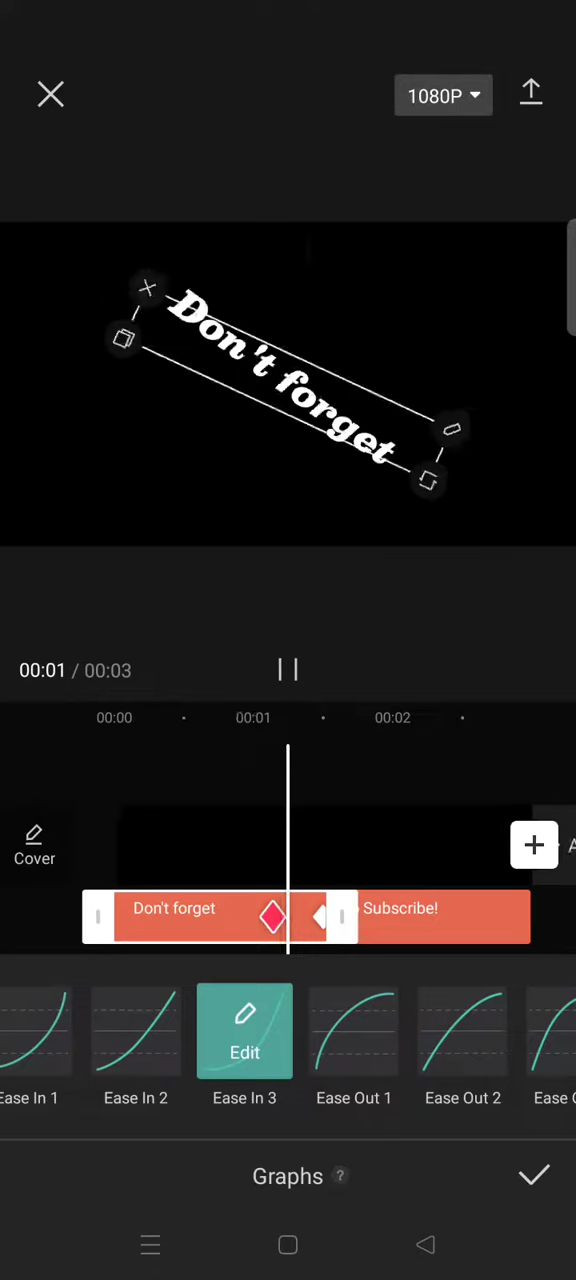 1080P
Don't forget
00:01 / 00:03
00:00
00:01
00:02
Cover
Don't forget
Subscribe!
A
Edit
Ease In 1
Ease In 2
Ease In 3
Ease Out 1
Ease Out 2
Ease O
Graphs ?